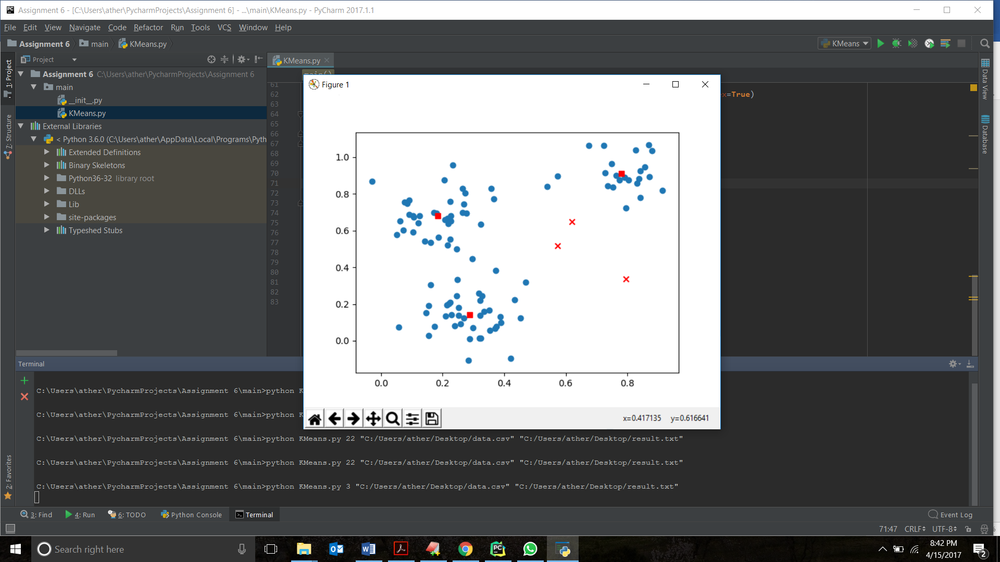 Assignment 6 - [C:\Users\ather\PycharmProjects\Assignment 6] - ...\main\KMeans.py - PyCharm 2017.1.1
File Edit View Navigate Code Refactor Run Tools VCS Window Help
Assignment 6 main KMeans.py KMeans
Project KMeans.py
1: Project
7: Structure
2: Favorites
Data View
Database
Assignment 6 C:\Users\ather\PycharmProjects\Assignment 6
main
__init__.py
KMeans.py
External Libraries
< Python 3.6.0 (C:\Users\ather\AppData\Local\Programs\Pyth
Extended Definitions
Binary Skeletons
Python36-32 library root
DLLs
Lib
site-packages
Typeshed Stubs
main()
61
62 =True)
63
64
65
66
67
68
69
70
71
72
73
74
75
76
77
78
79
80
81
82
83
Figure 1
1.0
0.8
0.6
0.4
0.2
0.0
0.0 0.2 0.4 0.6 0.8
x=0.417135 y=0.616641
Terminal
C:\Users\ather\PycharmProjects\Assignment 6\main>python K
C:\Users\ather\PycharmProjects\Assignment 6\main>python K
C:\Users\ather\PycharmProjects\Assignment 6\main>python KMeans.py 22 "C:/Users/ather/Desktop/data.csv" "C:/Users/ather/Desktop/result.txt"
C:\Users\ather\PycharmProjects\Assignment 6\main>python KMeans.py 22 "C:/Users/ather/Desktop/data.csv" "C:/Users/ather/Desktop/result.txt"
C:\Users\ather\PycharmProjects\Assignment 6\main>python KMeans.py 3 "C:/Users/ather/Desktop/data.csv" "C:/Users/ather/Desktop/result.txt"
3: Find 4: Run 6: TODO Python Console Terminal Event Log
71:47 CRLF UTF-8
Search right here
8:42 PM
4/15/2017
2